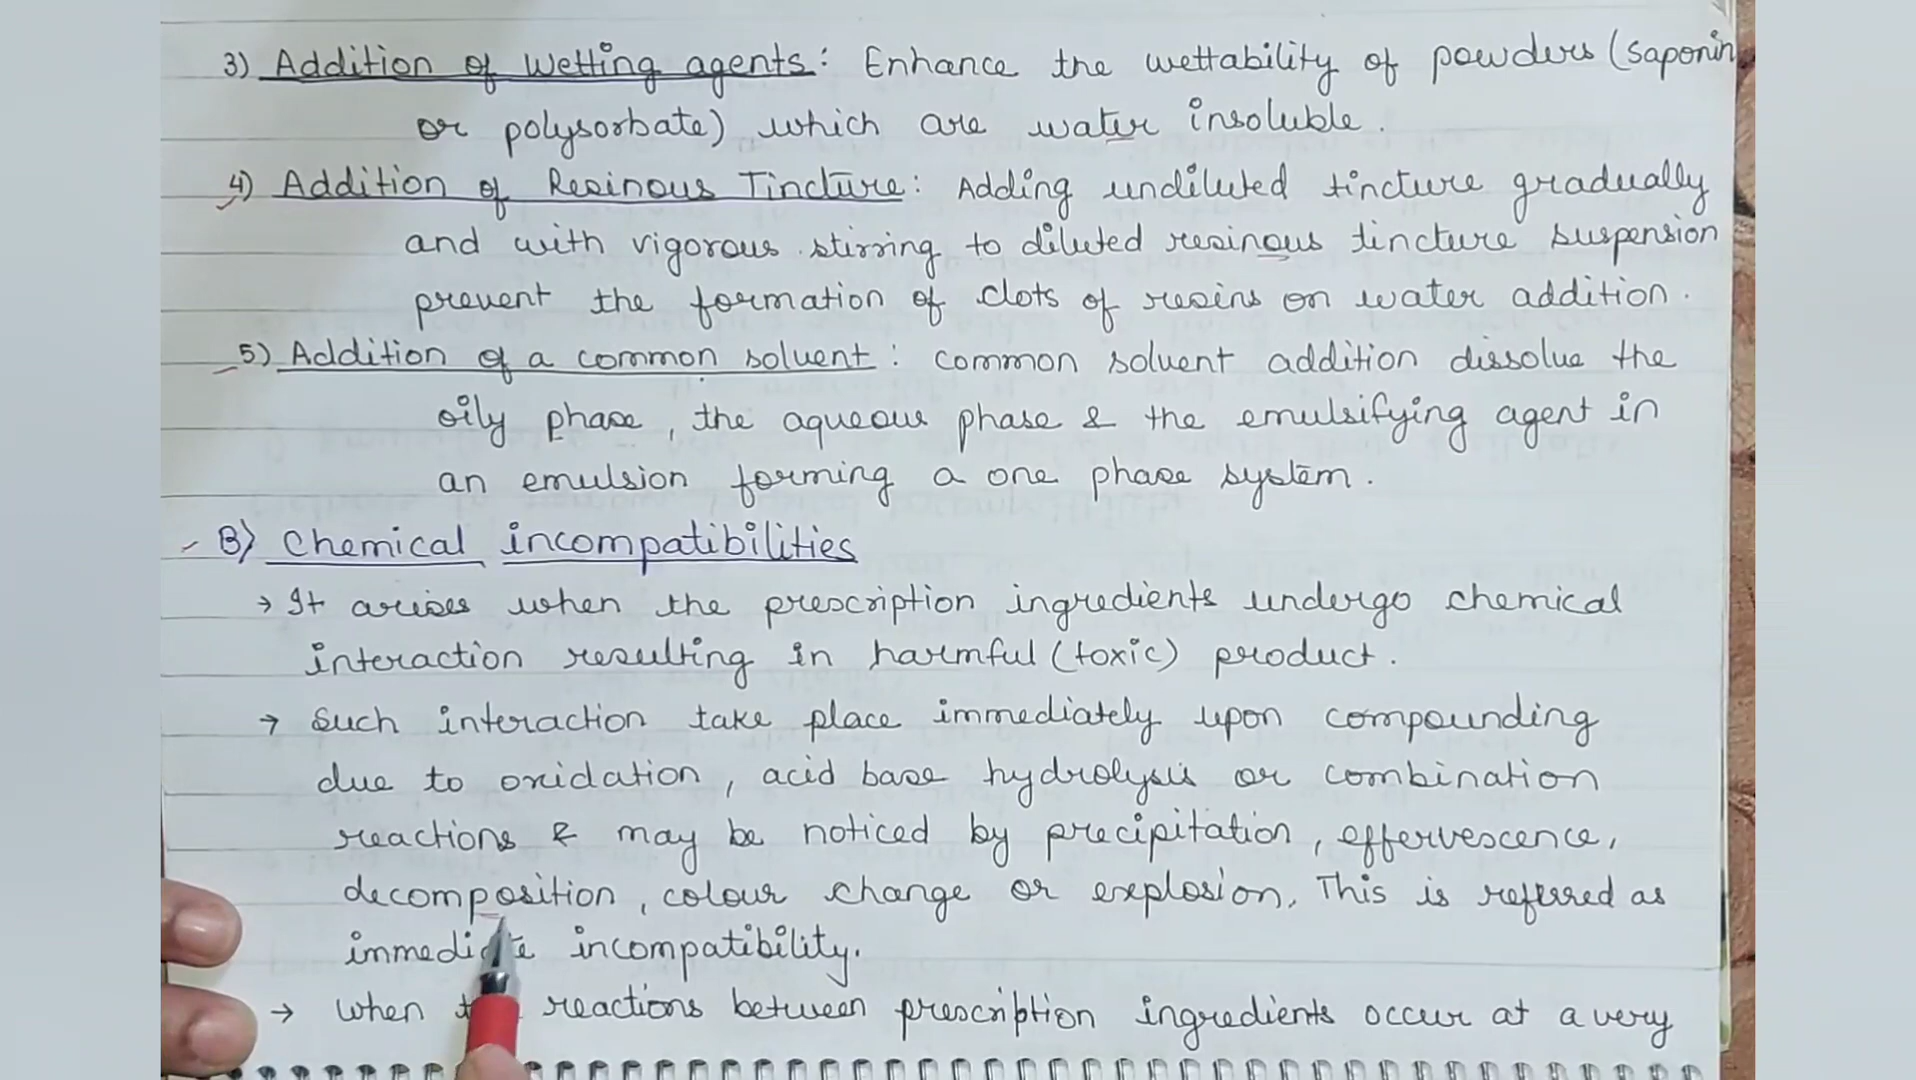 3) Addition of wetting agents: Enhance the wettability of powders (saponin
or polysorbate) which are water insoluble.
4) Addition of Resinous Tincture: Adding undiluted tincture gradually
and with vigorous stirring to diluted resinous tincture suspension
prevent the formation of clots of resins on water addition.
5) Addition of a common solvent: common solvent addition dissolve the
oily phase, the aqueous phase & the emulsifying agent in
an emulsion forming a one phase system.
B) Chemical incompatibilities
→ It arises when the prescription ingredients undergo chemical
interaction resulting in harmful (toxic) product.
→ Such interaction take place immediately upon compounding
due to oxidation, acid base hydrolysis or combination
reactions & may be noticed by precipitation, effervescence,
decomposition, colour change or explosion. This is referred as
immediate incompatibility.
→ when reactions between prescription ingredients occur at a very